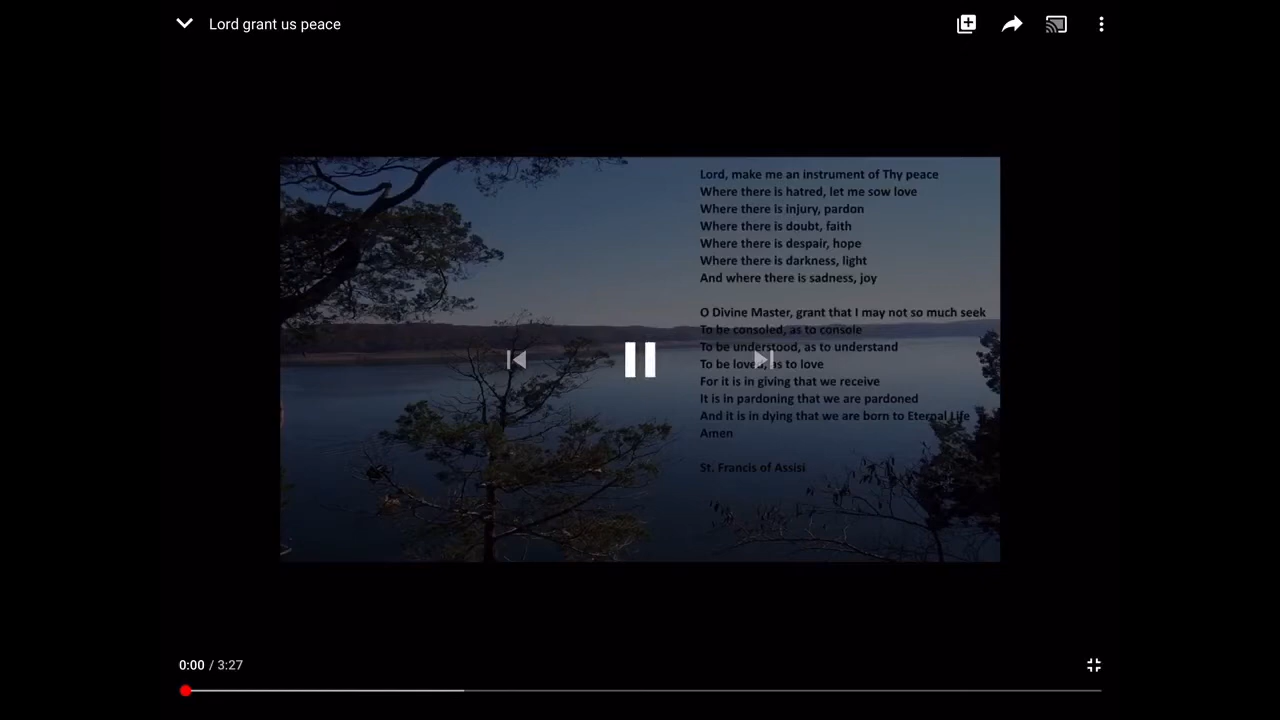 Lord grant us peace
Lord, make me an instrument of Thy peace
Where there is hatred, let me sow love
Where there is injury, pardon
Where there is doubt, faith
Where there is despair, hope
Where there is darkness, light
And where there is sadness, joy
O Divine Master, grant that I may not so much seek
To be consoled, as to console
To be understood, as to understand
To be loved, as to love
For it is in giving that we receive
It is in pardoning that we are pardoned
And it is in dying that we are born to Eternal Life
Amen
St. Francis of Assisi
0:00 / 3:27